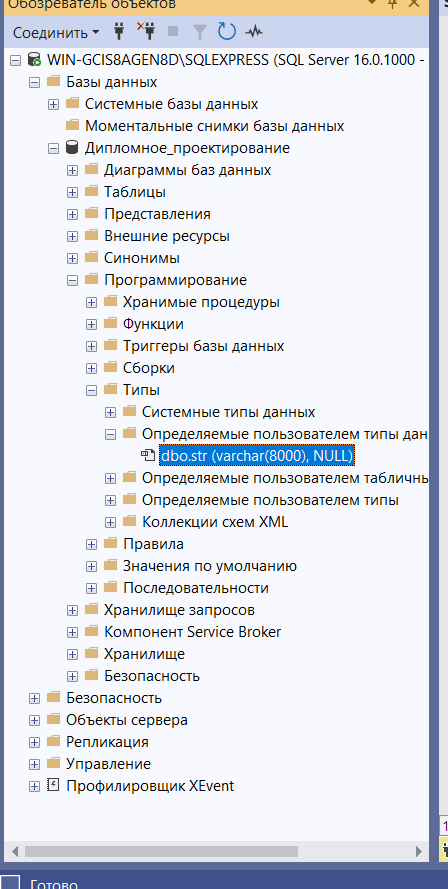 Обозреватель объектов
Соединить
WIN-GCIS8AGEN8D\SQLEXPRESS (SQL Server 16.0.1000 -
Базы данных
Системные базы данных
Моментальные снимки базы данных
Дипломное_проектирование
Диаграммы баз данных
Таблицы
Представления
Внешние ресурсы
Синонимы
Программирование
Хранимые процедуры
Функции
Триггеры базы данных
Сборки
Типы
Системные типы данных
Определяемые пользователем типы дан
dbo.str (varchar(8000), NULL)
Определяемые пользователем табличнь
Определяемые пользователем типы
Коллекции схем XML
Правила
Значения по умолчанию
Последовательности
Хранилище запросов
Компонент Service Broker
Хранилище
Безопасность
Безопасность
Объекты сервера
Репликация
Управление
Профилировщик XEvent
Готово